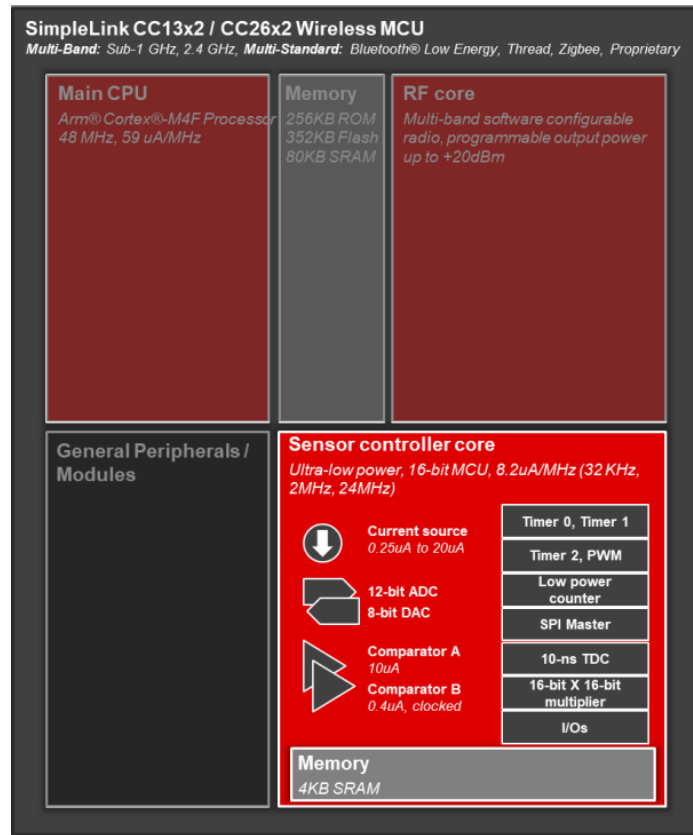 SimpleLink CC13x2 / CC26x2 Wireless MCU
Multi-Band: Sub-1 GHz, 2.4 GHz, Multi-Standard: Bluetooth® Low Energy, Thread, Zigbee, Proprietary
Main CPU
Arm® Cortex®-M4F Processor
48 MHz, 59 uA/MHz
Memory
256KB ROM
352KB Flash
80KB SRAM
RF core
Multi-band software configurable
radio, programmable output power
up to +20dBm
General Peripherals /
Modules
Sensor controller core
Ultra-low power, 16-bit MCU, 8.2uA/MHz (32 KHz,
2MHz, 24MHz)
Current source
0.25uA to 20uA
12-bit ADC
8-bit DAC
Comparator A
10uA
Comparator B
0.4uA, clocked
Timer 0, Timer 1
Timer 2, PWM
Low power
counter
SPI Master
10-ns TDC
16-bit X 16-bit
multiplier
I/Os
Memory
4KB SRAM